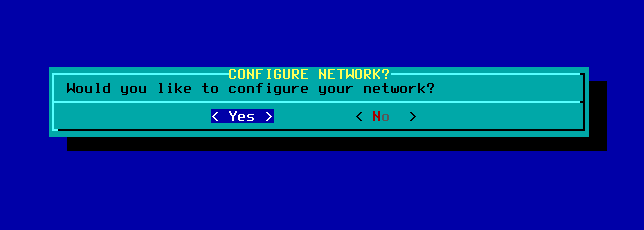 CONFIGURE NETWORK?
Would you like to configure your network?
< Yes > < No >